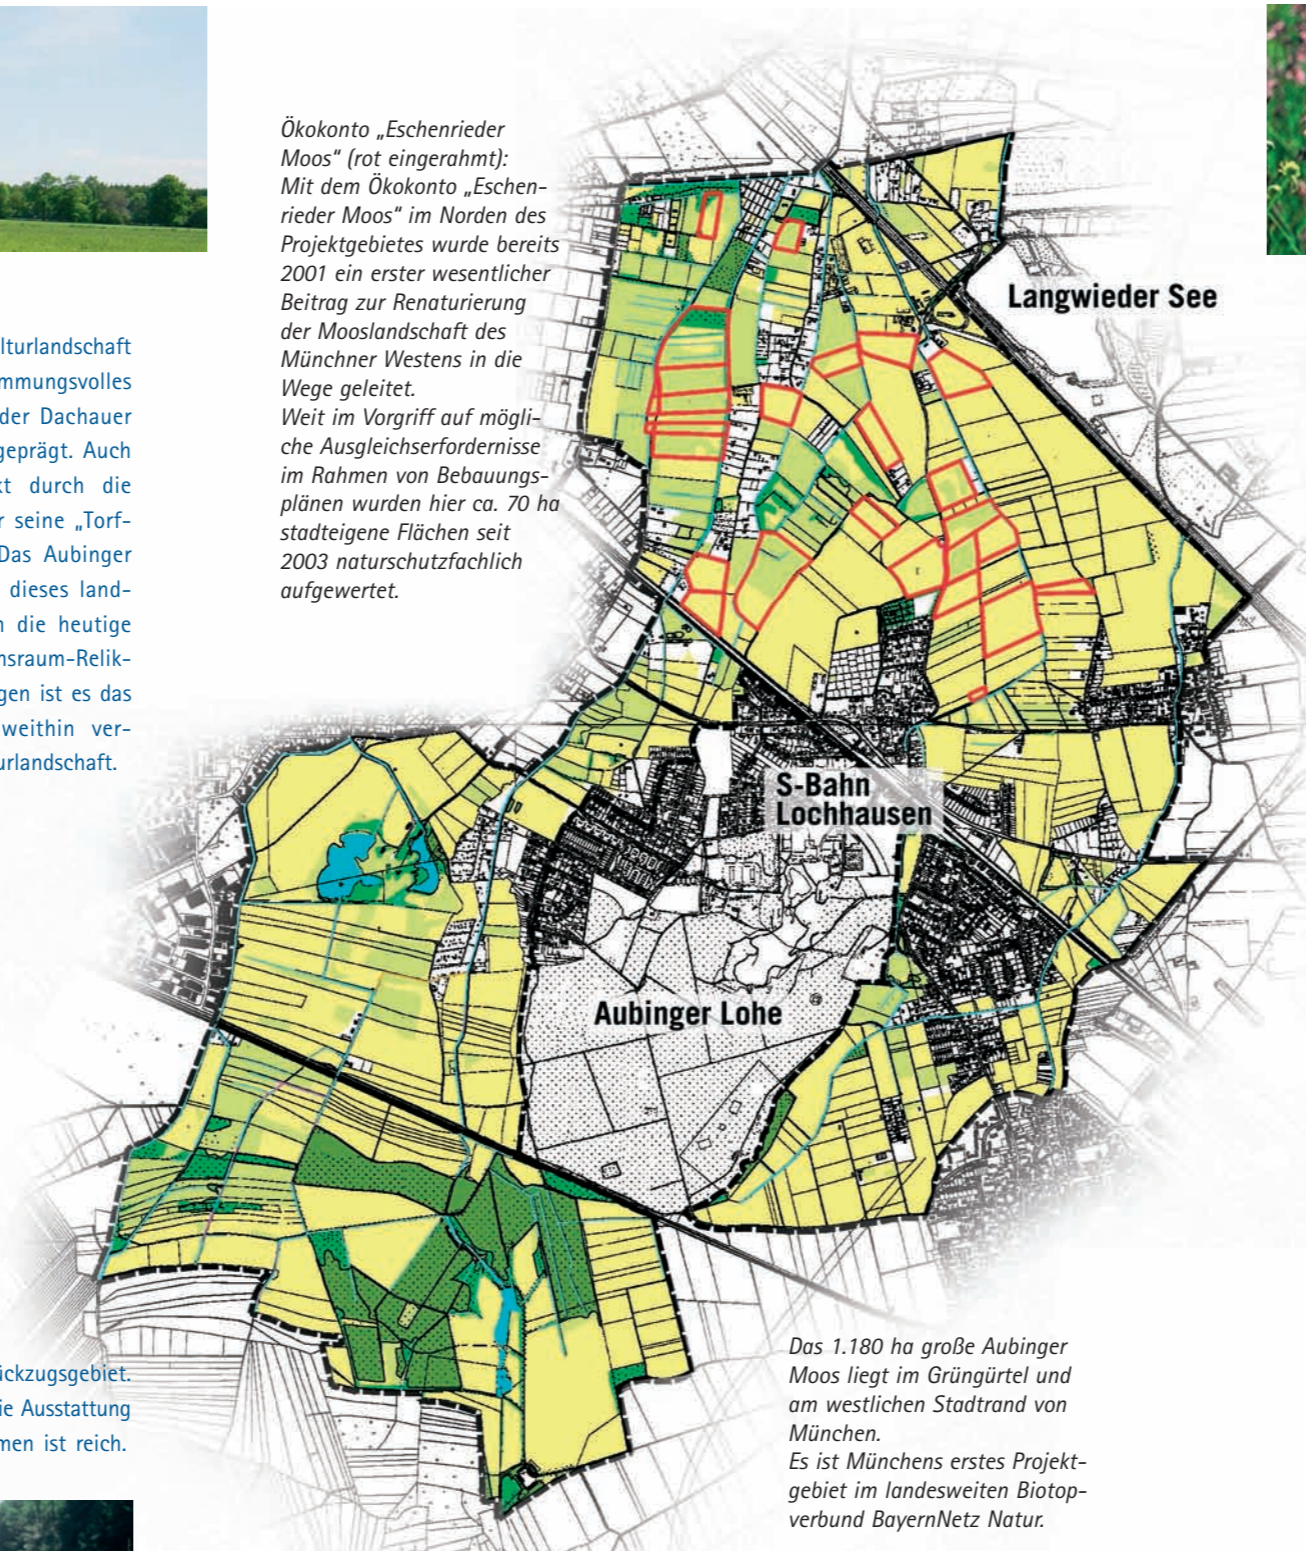 Ökokonto „Eschenrieder
Moos“ (rot eingerahmt):
Mit dem Ökokonto „Eschen-
rieder Moos“ im Norden des
Projektgebietes wurde bereits
2001 ein erster wesentlicher
Beitrag zur Renaturierung
der Mooslandschaft des
Münchner Westens in die
Wege geleitet.
Weit im Vorgriff auf mögli-
che Ausgleichserfordernisse
im Rahmen von Bebauungs-
plänen wurden hier ca. 70 ha
stadteigene Flächen seit
2003 naturschutzfachlich
aufgewertet.
lturlandschaft
mmungsvolles
der Dachauer
geprägt. Auch
kt durch die
r seine „Torf-
Das Aubinger
dieses land-
n die heutige
nsraum-Relik-
gen ist es das
weithin ver-
urlandschaft.
Langwieder See
S-Bahn
Lochhausen
Aubinger Lohe
ückzugsgebiet.
ie Ausstattung
men ist reich.
Das 1.180 ha große Aubinger
Moos liegt im Grüngürtel und
am westlichen Stadtrand von
München.
Es ist Münchens erstes Projekt-
gebiet im landesweiten Biotop-
verbund BayernNetz Natur.